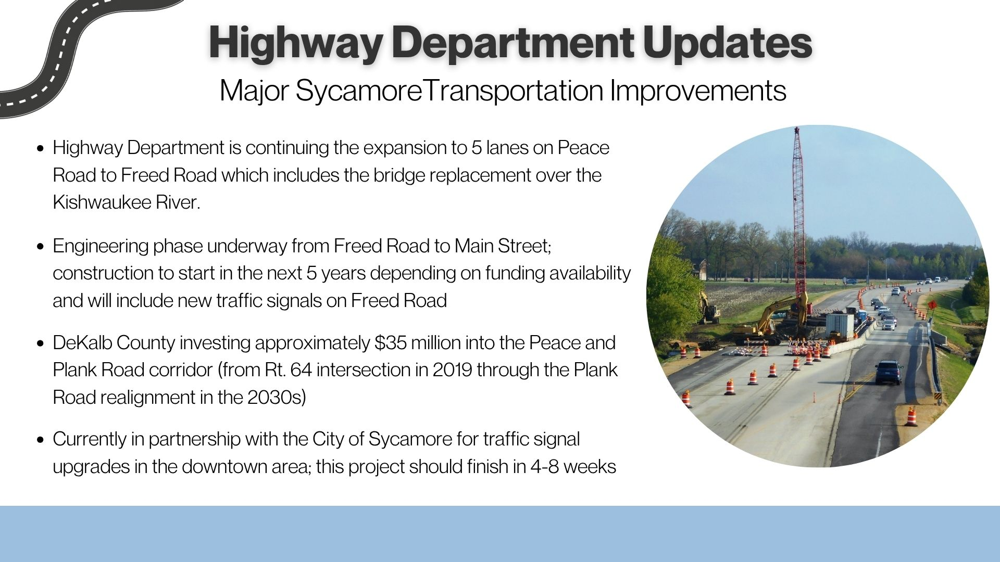 Highway Department Updates
Major SycamoreTransportation Improvements
• Highway Department is continuing the expansion to 5 lanes on Peace
Road to Freed Road which includes the bridge replacement over the
Kishwaukee River.
• Engineering phase underway from Freed Road to Main Street;
construction to start in the next 5 years depending on funding availability
and will include new traffic signals on Freed Road
• DeKalb County investing approximately $35 million into the Peace and
Plank Road corridor (from Rt. 64 intersection in 2019 through the Plank
Road realignment in the 2030s)
• Currently in partnership with the City of Sycamore for traffic signal
upgrades in the downtown area; this project should finish in 4-8 weeks